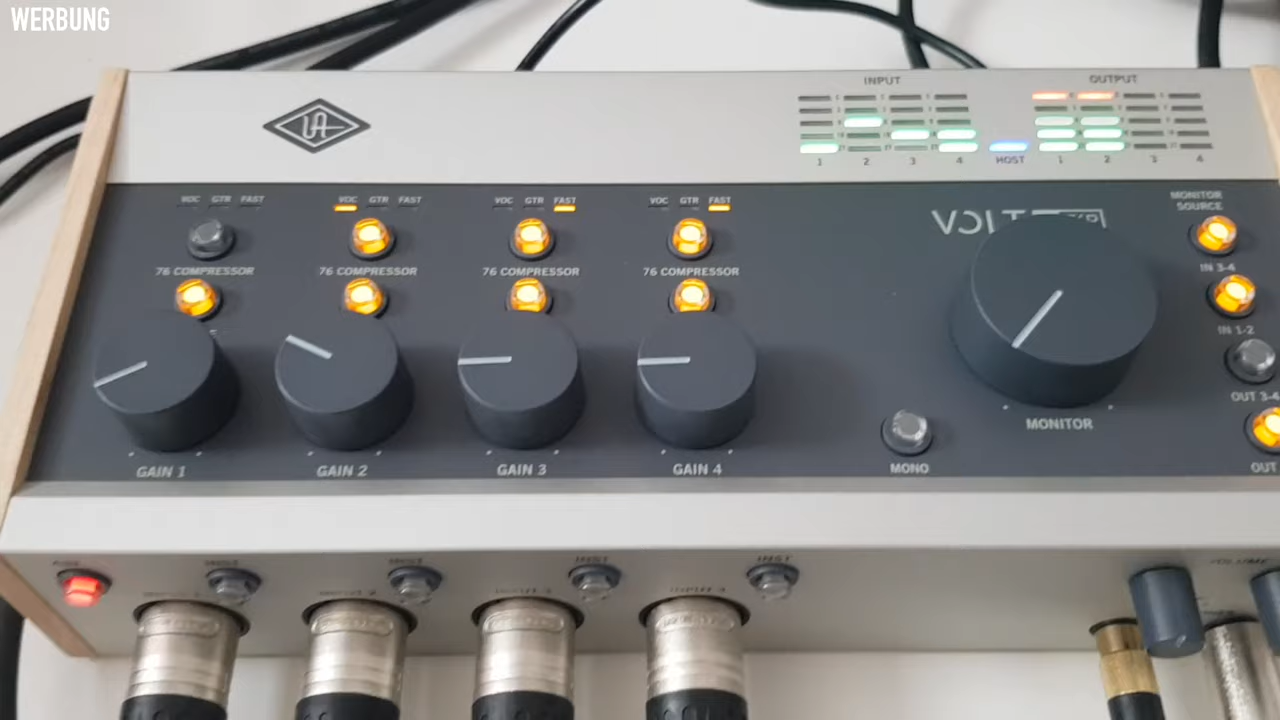 WERBUNG
INPUT
OUTPUT
1 2 3 4 HOST 1 2 3 4
VOC GTR FAST VOC GTR FAST VOC GTR FAST VOC GTR FAST
MONITOR
SOURCE
76 COMPRESSOR 76 COMPRESSOR 76 COMPRESSOR 76 COMPRESSOR
IN 3-4
IN 1-2
OUT 3-4
MONITOR
GAIN 1 GAIN 2 GAIN 3 GAIN 4 MONO OUT
INST INST INST INST
VOLUME